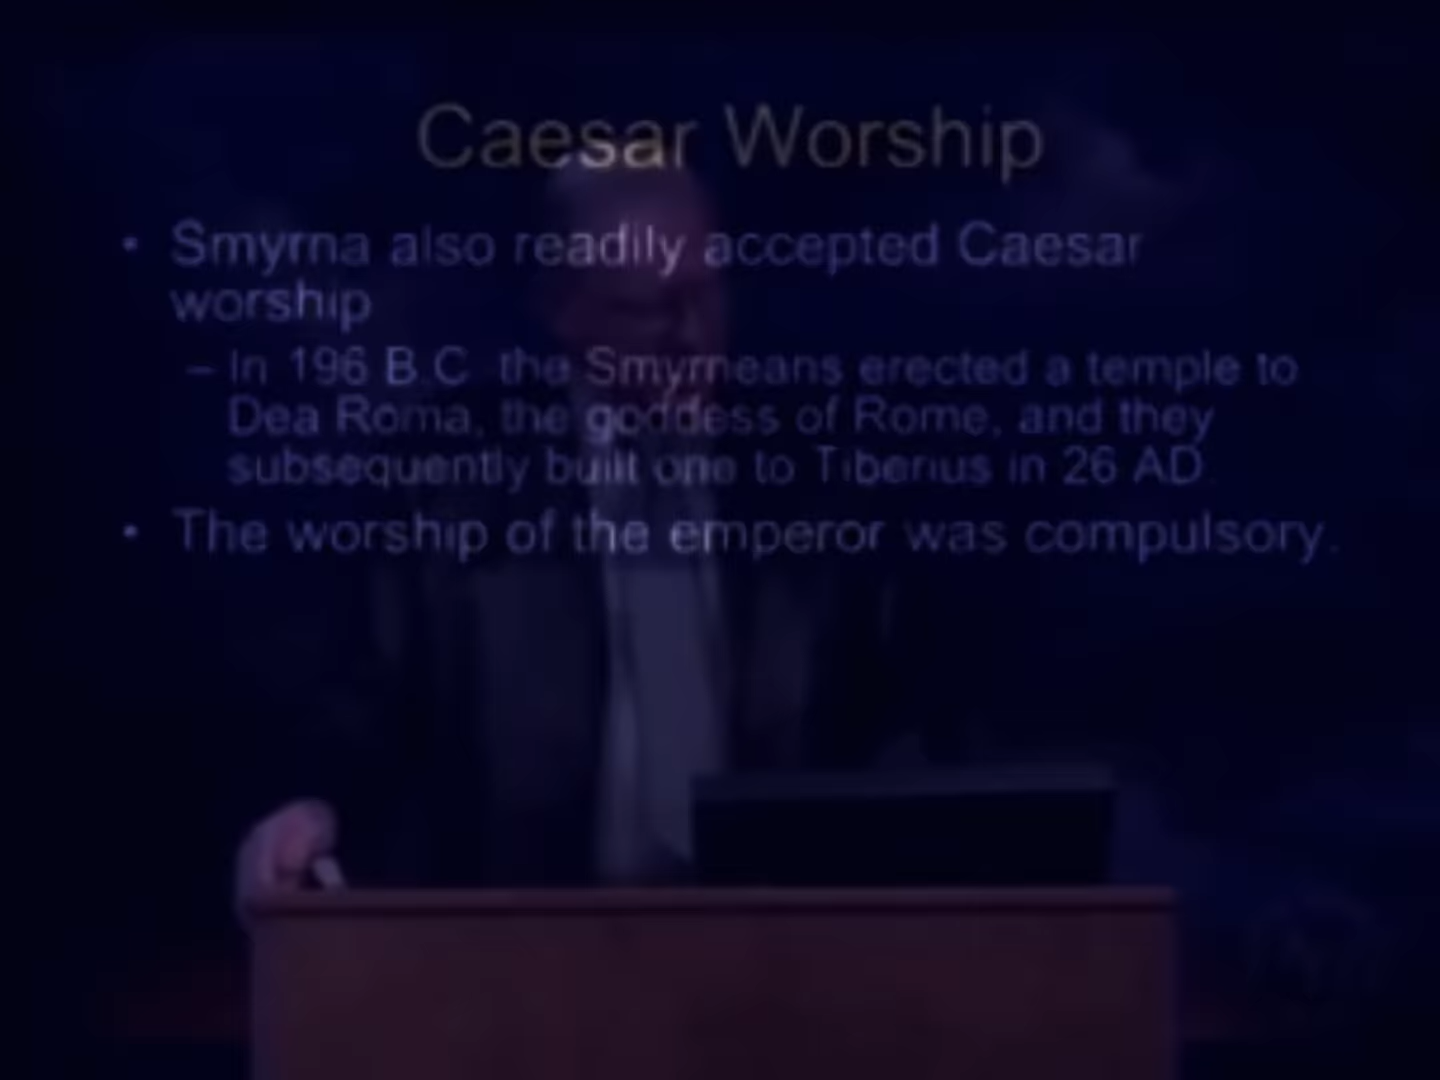 Caesar Worship
• Smyrna also readily accepted Caesar
worship
– In 196 B.C. the Smyrneans erected a temple to
Dea Roma, the goddess of Rome, and they
subsequently built one to Tiberius in 26 AD.
• The worship of the emperor was compulsory.